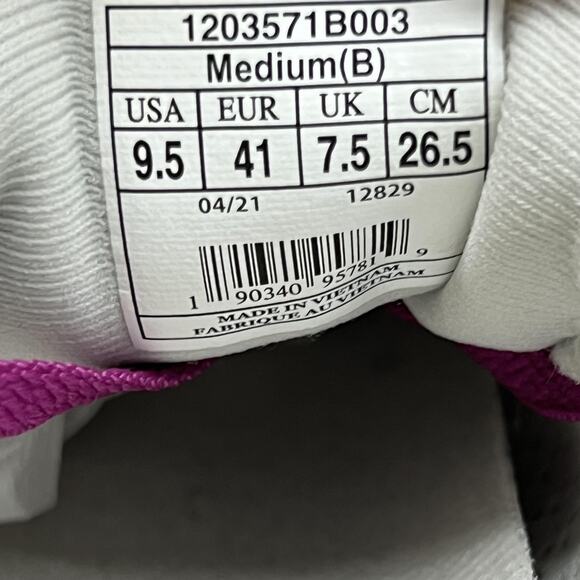 1203571B003
Medium(B)
USA EUR UK CM
9.5 41 7.5 26.5
04/21 12829
1 90340 95781 9
MADE IN VIETNAM
FABRIQUE AU VIETNAM